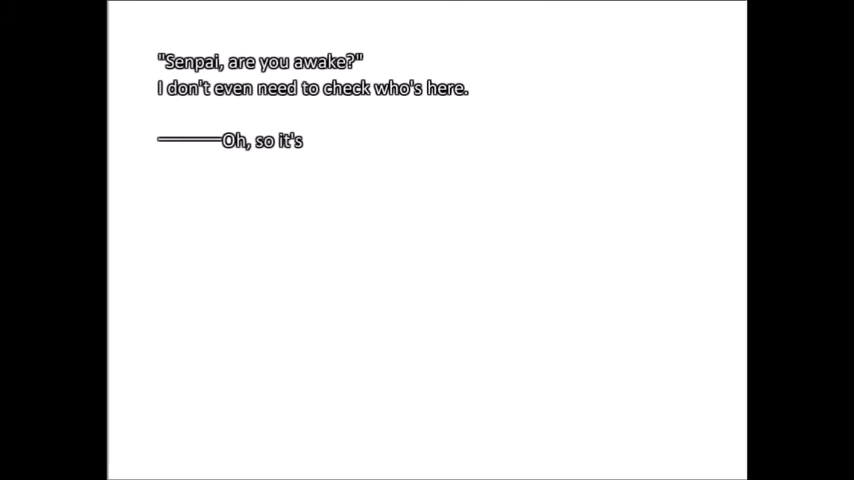 "Senpai, are you awake?"
I don't even need to check who's here.
————Oh, so it's